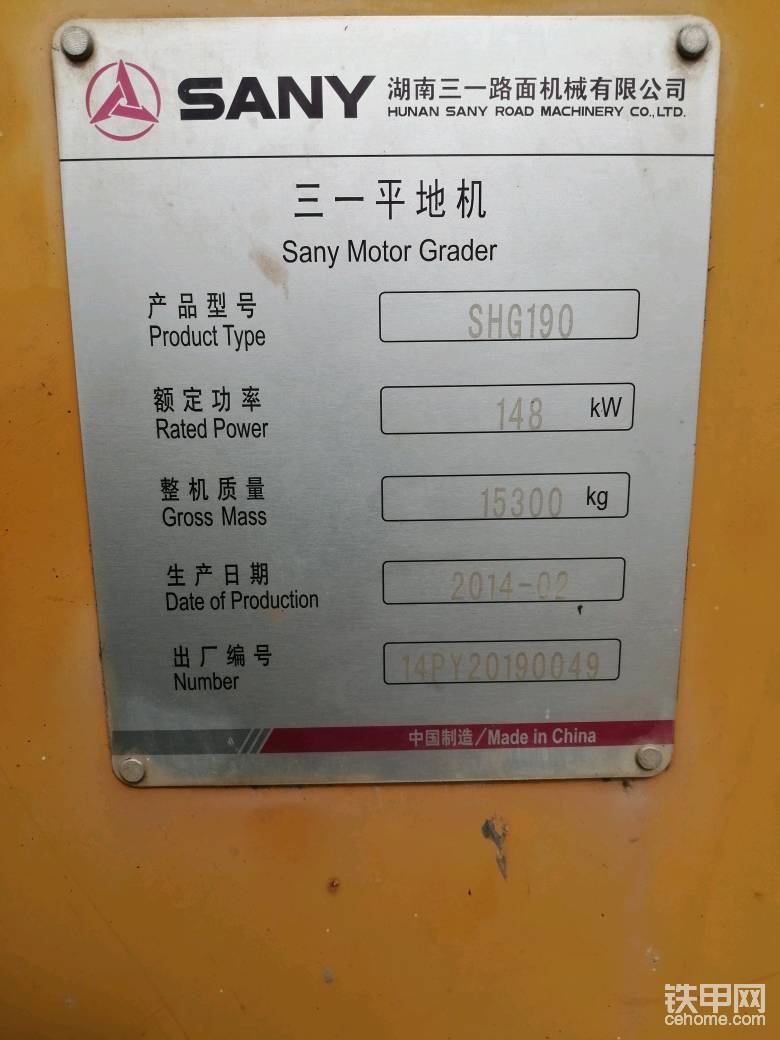 SANY 湖南三一路面机械有限公司
HUNAN SANY ROAD MACHINERY CO.,LTD.
三一平地机
Sany Motor Grader
产品型号 SHG190
Product Type
额定功率 148 kW
Rated Power
整机质量 15300 kg
Gross Mass
生产日期 2014-02
Date of Production
出厂编号 14PY20190049
Number
中国制造/Made in China
铁甲网
cehome.com